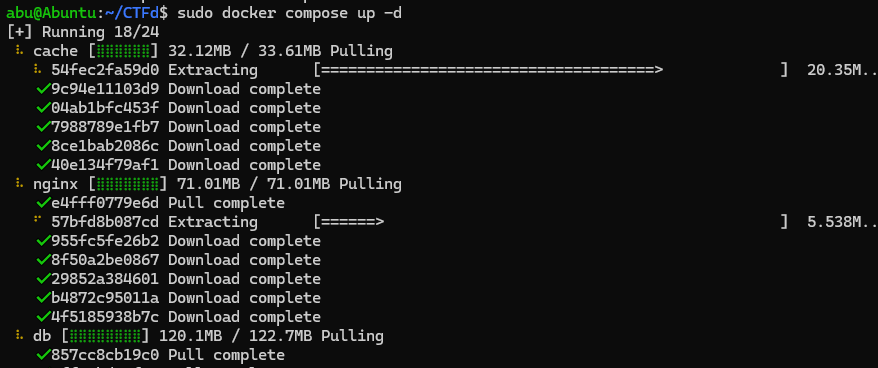 abu@Abuntu:~/CTFd$ sudo docker compose up -d
[+] Running 18/24
⠧ cache [⣿⣿⣿⣿⣿⣿] 32.12MB / 33.61MB Pulling
⠧ 54fec2fa59d0 Extracting [=====================================> ] 20.35M..
✓9c94e11103d9 Download complete
✓04ab1bfc453f Download complete
✓7988789e1fb7 Download complete
✓8ce1bab2086c Download complete
✓40e134f79af1 Download complete
⠧ nginx [⣿⣿⣿⣿⣿⣿⣿] 71.01MB / 71.01MB Pulling
✓e4fff0779e6d Pull complete
⠋ 57bfd8b087cd Extracting [======> ] 5.538M..
✓955fc5fe26b2 Download complete
✓8f50a2be0867 Download complete
✓29852a384601 Download complete
✓b4872c95011a Download complete
✓4f5185938b7c Download complete
⠧ db [⣿⣿⣿⣿⣿⣿⣿⣿] 120.1MB / 122.7MB Pulling
✓857cc8cb19c0 Pull complete